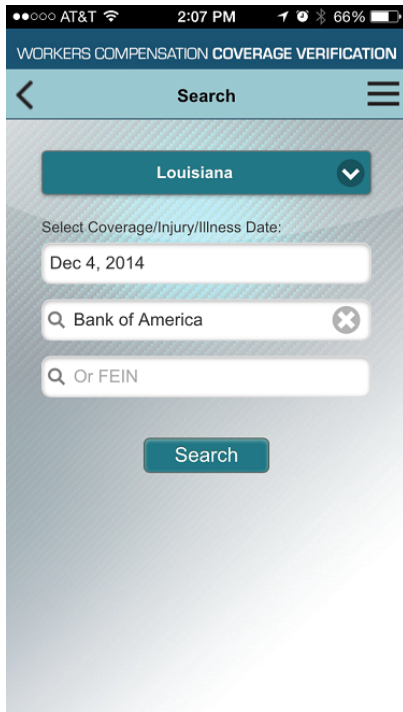 AT&T 2:07 PM 66%
WORKERS COMPENSATION COVERAGE VERIFICATION
Search
Louisiana
Select Coverage/Injury/Illness Date:
Dec 4, 2014
Bank of America
Or FEIN
Search